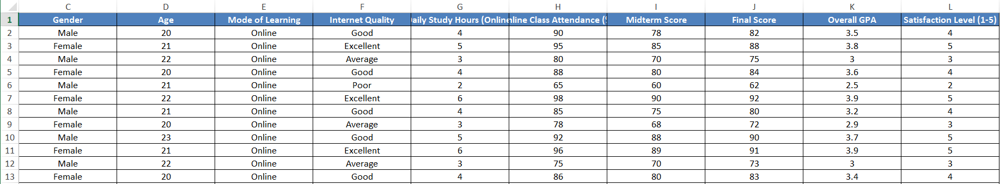 C D E F G H I J K L
1 Gender Age Mode of Learning Internet Quality aily Study Hours (Online nline Class Attendance (% Midterm Score Final Score Overall GPA Satisfaction Level (1-5)
2 Male 20 Online Good 4 90 78 82 3.5 4
3 Female 21 Online Excellent 5 95 85 88 3.8 5
4 Male 22 Online Average 3 80 70 75 3 3
5 Female 20 Online Good 4 88 80 84 3.6 4
6 Male 21 Online Poor 2 65 60 62 2.5 2
7 Female 22 Online Excellent 6 98 90 92 3.9 5
8 Male 21 Online Good 4 85 75 80 3.2 4
9 Female 20 Online Average 3 78 68 72 2.9 3
10 Male 23 Online Good 5 92 88 90 3.7 5
11 Female 21 Online Excellent 6 96 89 91 3.9 5
12 Male 22 Online Average 3 75 70 73 3 3
13 Female 20 Online Good 4 86 80 83 3.4 4